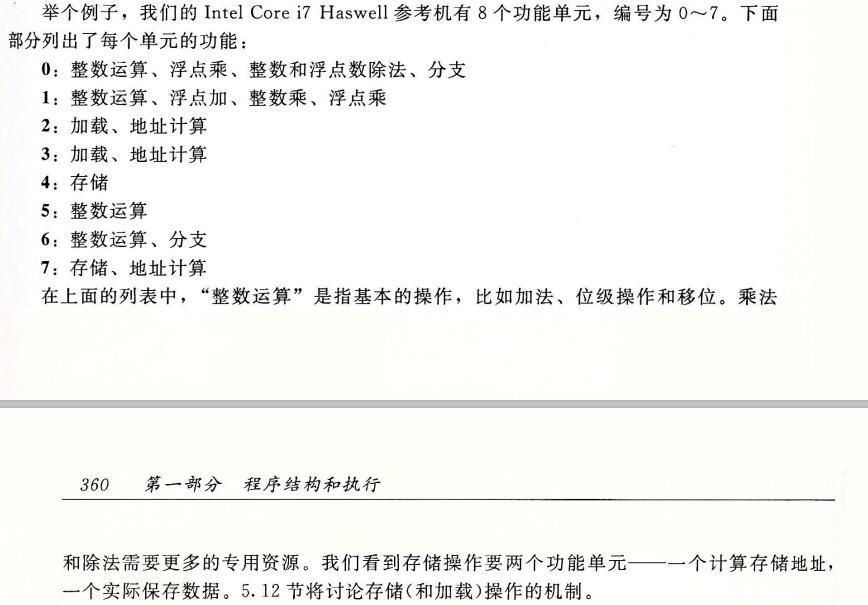 举个例子，我们的 Intel Core i7 Haswell 参考机有 8 个功能单元，编号为 0～7。下面
部分列出了每个单元的功能：
0：整数运算、浮点乘、整数和浮点数除法、分支
1：整数运算、浮点加、整数乘、浮点乘
2：加载、地址计算
3：加载、地址计算
4：存储
5：整数运算
6：整数运算、分支
7：存储、地址计算
在上面的列表中，“整数运算”是指基本的操作，比如加法、位级操作和移位。乘法
360 第一部分 程序结构和执行
和除法需要更多的专用资源。我们看到存储操作要两个功能单元——一个计算存储地址，
一个实际保存数据。5.12 节将讨论存储(和加载)操作的机制。